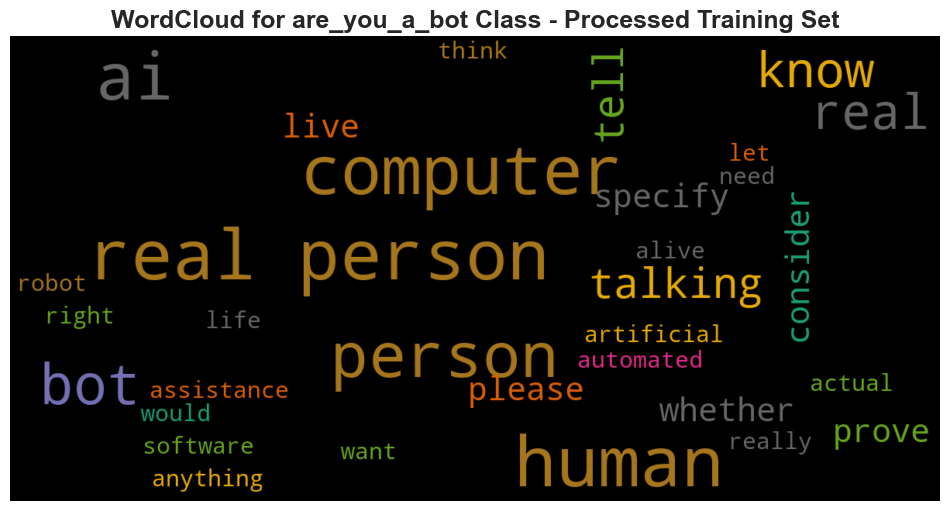 WordCloud for are_you_a_bot Class - Processed Training Set
think
ai
tell
know
real
live
let
computer
need
specify
consider
real person
alive
talking
robot
right
life
artificial
person
automated
bot
please
actual
assistance
would
whether
prove
software
want
really
human
anything